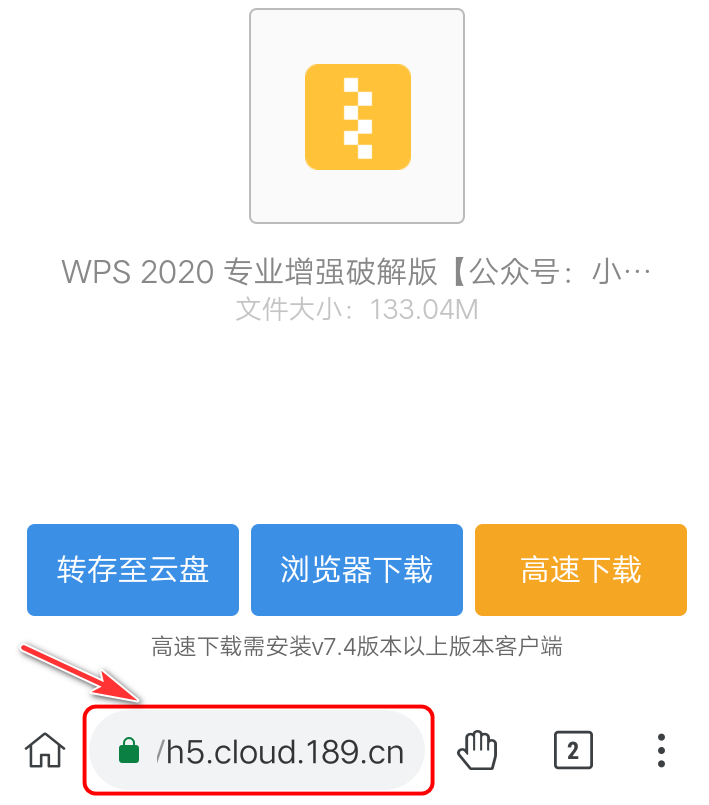 WPS 2020 专业增强破解版【公众号：小…
文件大小：133.04M
转存至云盘
浏览器下载
高速下载
高速下载需安装v7.4版本以上版本客户端
/h5.cloud.189.cn
2